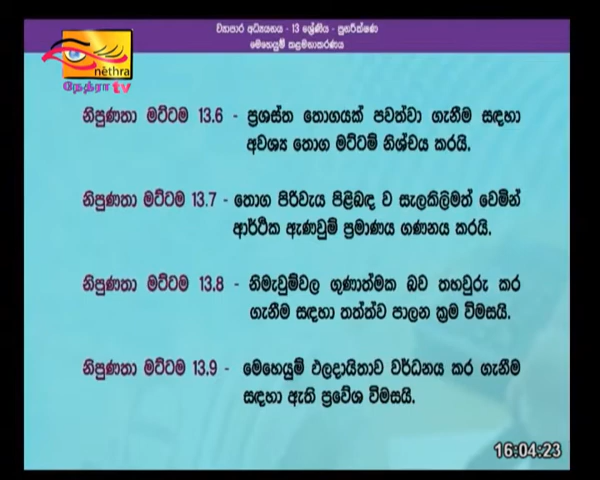 ව්‍යාපාර අධ්‍යයනය - 13 ශ්‍රේණිය - පුනරීක්ෂණ
මෙහෙයුම් කළමනාකරණය
nēthra
நேத்ரா tv
නිපුණතා මට්ටම 13.6 - ප්‍රශස්ත තොගයක් පවත්වා ගැනීම සඳහා
අවශ්‍ය තොග මට්ටම් නිශ්චය කරයි.
නිපුණතා මට්ටම 13.7 - තොග පිරිවැය පිළිබඳ ව සැලකිලිමත් වෙමින්
ආර්ථික ඇණවුම් ප්‍රමාණය ගණනය කරයි.
නිපුණතා මට්ටම 13.8 - නිමැවුම්වල ගුණාත්මක බව තහවුරු කර
ගැනීම සඳහා තත්ත්ව පාලන ක්‍රම විමසයි.
නිපුණතා මට්ටම 13.9 - මෙහෙයුම් ඵලදායිතාව වර්ධනය කර ගැනීම
සඳහා ඇති ප්‍රවේශ විමසයි.
16:04:23